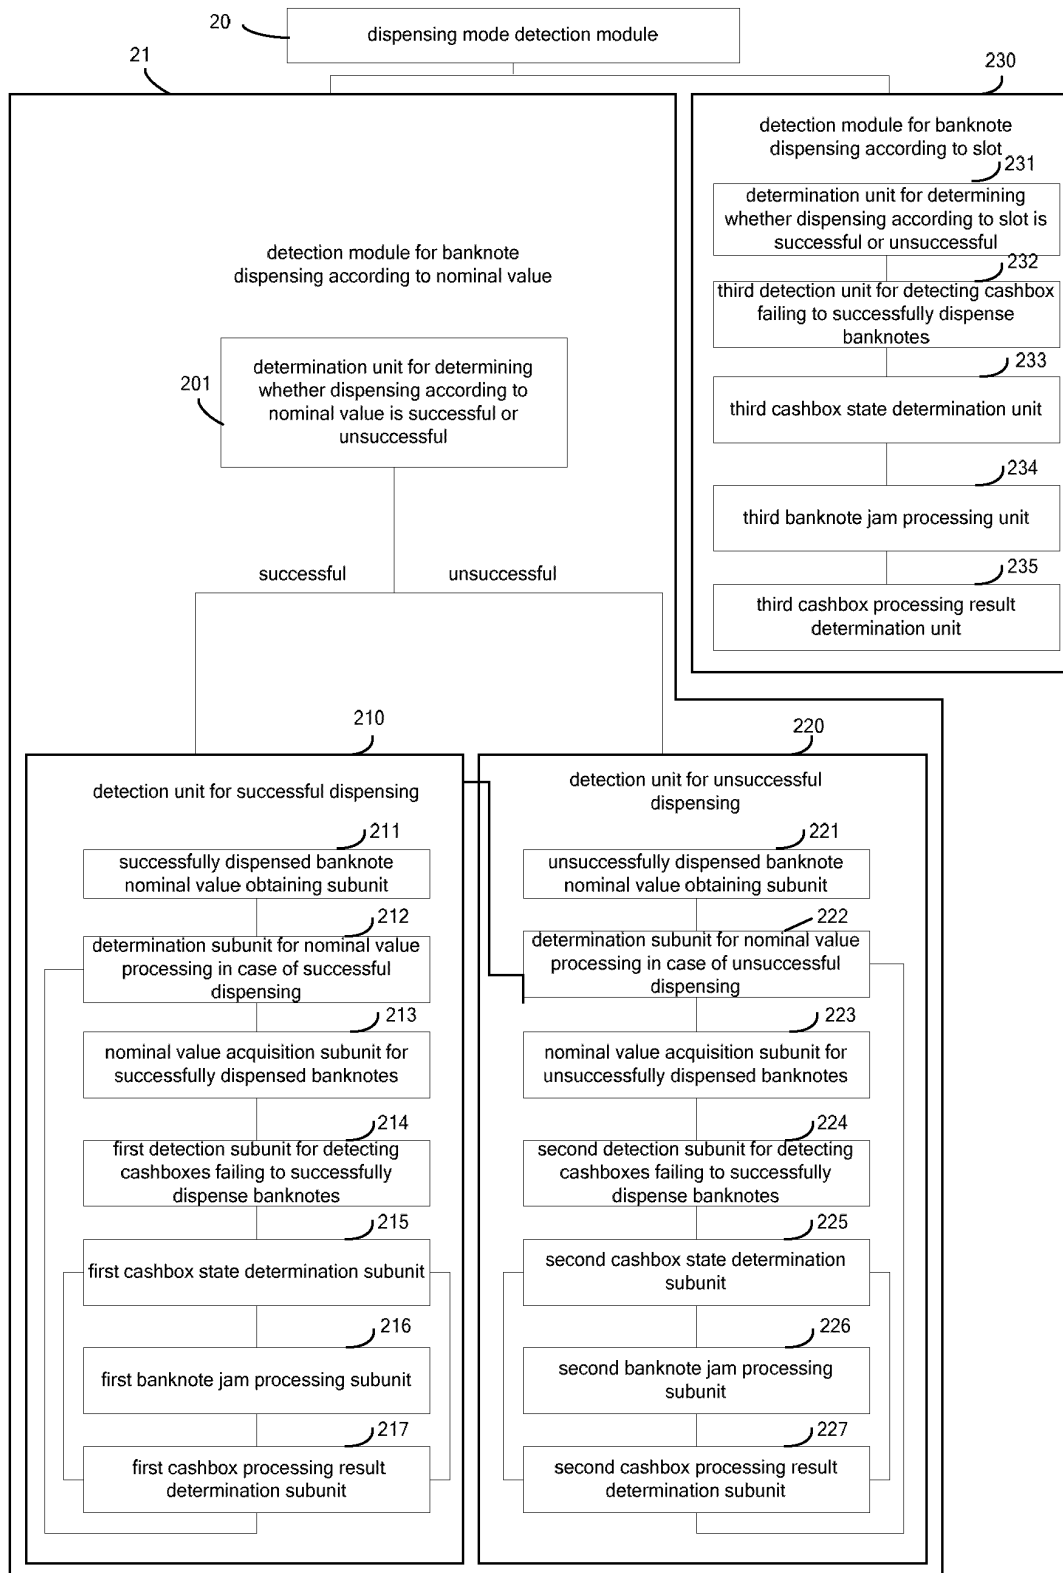 20
dispensing mode detection module
21
detection module for banknote
dispensing according to nominal value
201
determination unit for determining
whether dispensing according to
nominal value is successful or
unsuccessful
successful
unsuccessful
210
detection unit for successful dispensing
211
successfully dispensed banknote
nominal value obtaining subunit
212
determination subunit for nominal value
processing in case of successful
dispensing
213
nominal value acquisition subunit for
successfully dispensed banknotes
214
first detection subunit for detecting
cashboxes failing to successfully
dispense banknotes
215
first cashbox state determination subunit
216
first banknote jam processing subunit
217
first cashbox processing result
determination subunit
220
detection unit for unsuccessful
dispensing
221
unsuccessfully dispensed banknote
nominal value obtaining subunit
222
determination subunit for nominal value
processing in case of unsuccessful
dispensing
223
nominal value acquisition subunit for
unsuccessfully dispensed banknotes
224
second detection subunit for detecting
cashboxes failing to successfully
dispense banknotes
225
second cashbox state determination
subunit
226
second banknote jam processing
subunit
227
second cashbox processing result
determination subunit
230
detection module for banknote
dispensing according to slot
231
determination unit for determining
whether dispensing according to slot is
successful or unsuccessful
232
third detection unit for detecting cashbox
failing to successfully dispense
banknotes
233
third cashbox state determination unit
234
third banknote jam processing unit
235
third cashbox processing result
determination unit